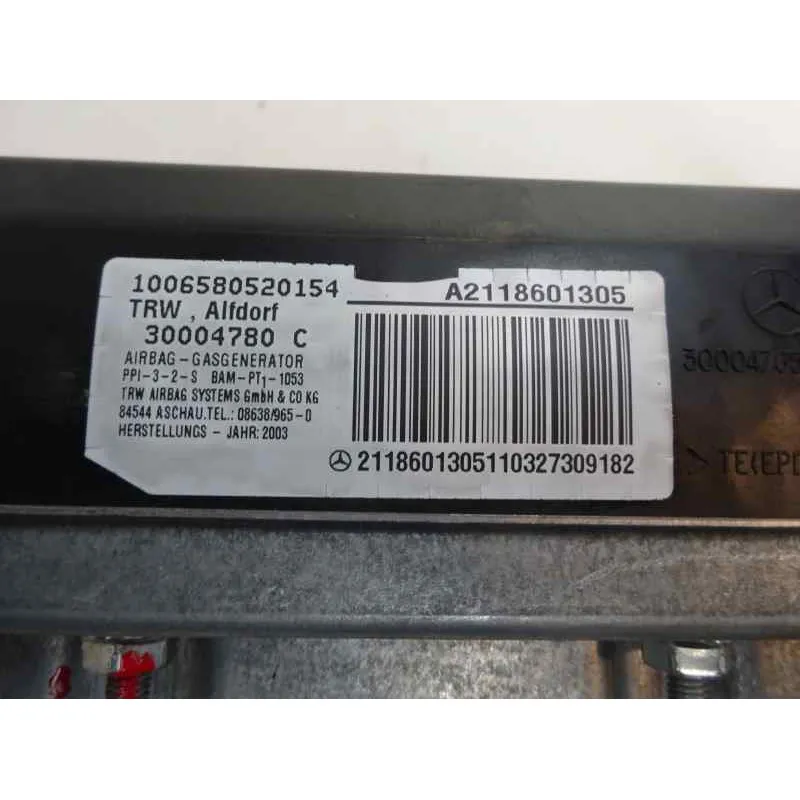 1006580520154
TRW , Alfdorf
30004780 C
AIRBAG - GASGENERATOR
PPI-3-2-S BAM-PT1-1053
TRW AIRBAG SYSTEMS GmbH & CO KG
84544 ASCHAU.TEL.: 08638/965-0
HERSTELLUNGS - JAHR: 2003
A2118601305
2118601305110327309182